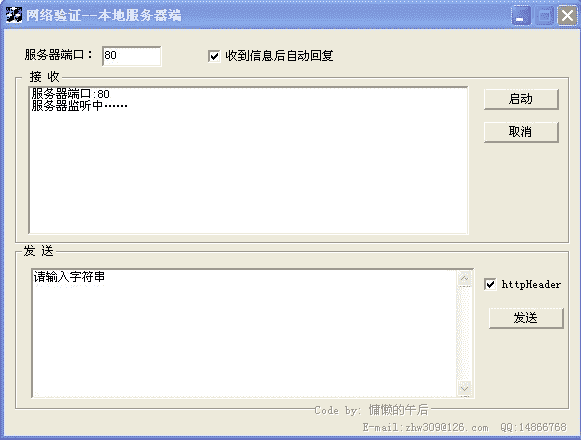 网络验证--本地服务器端
服务器端口： 80
收到信息后自动回复
接 收
服务器端口:80
服务器监听中……
启动
取消
发 送
请输入字符串
httpHeader
发送
Code by: 慵懒的午后
E-mail:zhw309@126.com QQ:14866768